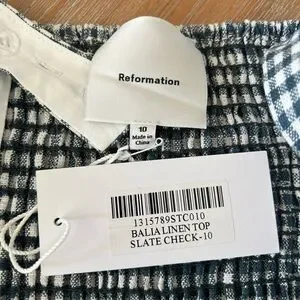 Reformation
10
Made in
China
1315789STC010
BALIA LINEN TOP
SLATE CHECK-10